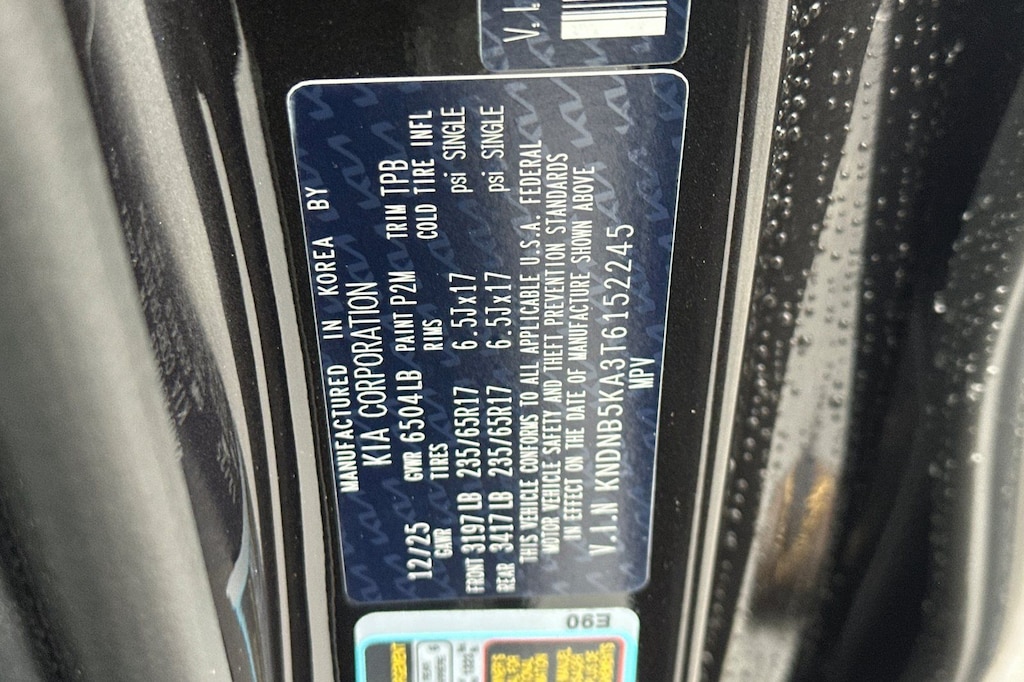 V.I.
MANUFACTURED IN KOREA BY
KIA CORPORATION
12/25 GVWR 6504LB PAINT P2M TRIM TPB
GAWR TIRES RIMS COLD TIRE INFL
FRONT 3197LB 235/65R17 6.5Jx17 psi SINGLE
REAR 3417LB 235/65R17 6.5Jx17 psi SINGLE
THIS VEHICLE CONFORMS TO ALL APPLICABLE U.S.A. FEDERAL
MOTOR VEHICLE SAFETY AND THEFT PREVENTION STANDARDS
IN EFFECT ON THE DATE OF MANUFACTURE SHOWN ABOVE
V.I.N KNDNB5KA3T6152245
MPV
E90